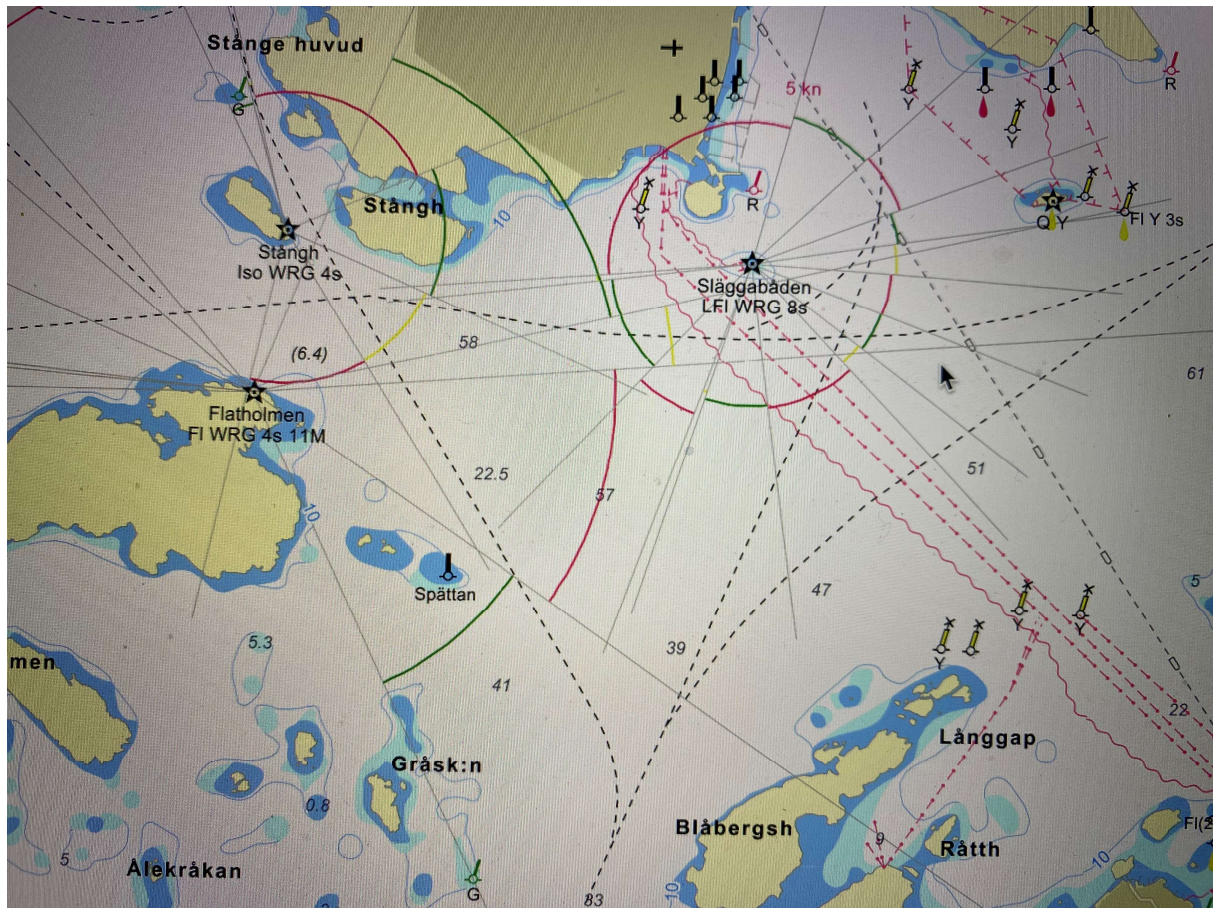 Stånge huvud
5 kn
R
Y
Y
G
Stångh
10
R
Y
Q Y
Fl Y 3s
Stångh
Iso WRG 4s
Släggabåden
LFl WRG 8s
(6.4)
58
61
Flatholmen
Fl WRG 4s 11M
22.5
51
57
10
Spättan
47
5
Y
Y
Y
5.3
39
men
41
22
Långgap
Gråsk:n
0.8
Blåbergsh
Fl(2
9
Råtth
5
Ålekråkan
10
G
83
10